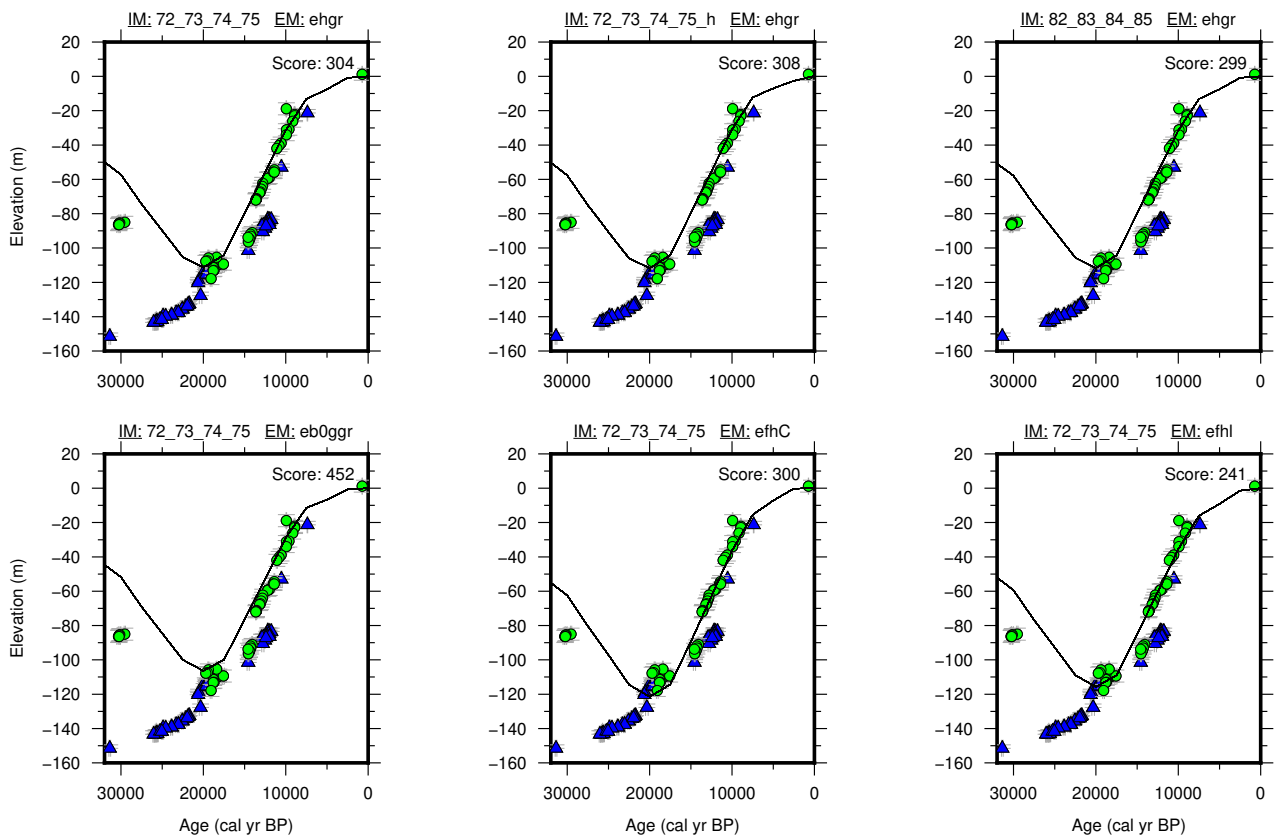 IM: 72_73_74_75 EM: ehgr
IM: 72_73_74_75_h EM: ehgr
IM: 82_83_84_85 EM: ehgr
Score: 304
Score: 308
Score: 299
20
0
−20
−40
−60
−80
−100
−120
−140
−160
Elevation (m)
20
0
−20
−40
−60
−80
−100
−120
−140
−160
20
0
−20
−40
−60
−80
−100
−120
−140
−160
30000 20000 10000 0
30000 20000 10000 0
30000 20000 10000 0
IM: 72_73_74_75 EM: eb0ggr
IM: 72_73_74_75 EM: efhC
IM: 72_73_74_75 EM: efhl
Score: 452
Score: 300
Score: 241
20
0
−20
−40
−60
−80
−100
−120
−140
−160
Elevation (m)
20
0
−20
−40
−60
−80
−100
−120
−140
−160
20
0
−20
−40
−60
−80
−100
−120
−140
−160
30000 20000 10000 0
30000 20000 10000 0
30000 20000 10000 0
Age (cal yr BP)
Age (cal yr BP)
Age (cal yr BP)